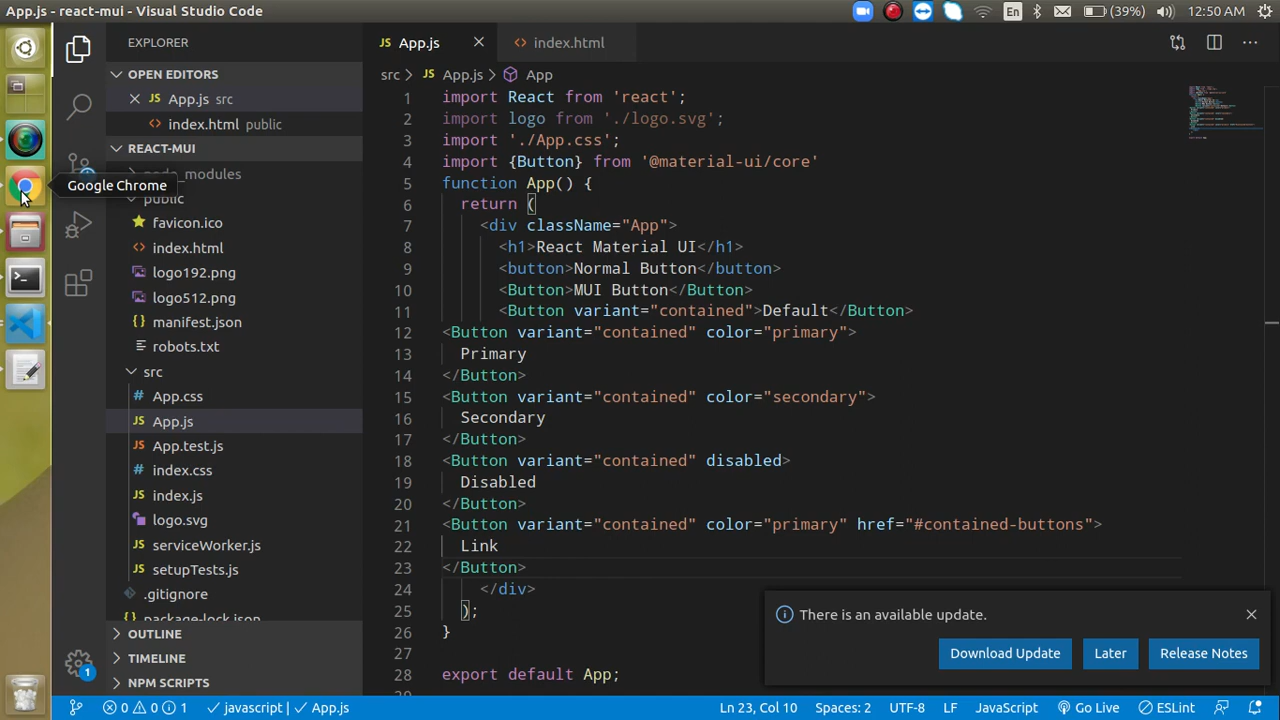 App.js - react-mui - Visual Studio Code
En
(39%)
12:50 AM
EXPLORER
OPEN EDITORS
App.js src
index.html public
REACT-MUI
node_modules
Google Chrome
public
favicon.ico
index.html
logo192.png
logo512.png
manifest.json
robots.txt
src
App.css
App.js
App.test.js
index.css
index.js
logo.svg
serviceWorker.js
setupTests.js
.gitignore
package-lock.json
OUTLINE
TIMELINE
NPM SCRIPTS
1
JS App.js
index.html
src > JS App.js > App
1 import React from 'react';
2 import logo from './logo.svg';
3 import './App.css';
4 import {Button} from '@material-ui/core'
5 function App() {
6 return (
7 <div className="App">
8 <h1>React Material UI</h1>
9 <button>Normal Button</button>
10 <Button>MUI Button</Button>
11 <Button variant="contained">Default</Button>
12 <Button variant="contained" color="primary">
13 Primary
14 </Button>
15 <Button variant="contained" color="secondary">
16 Secondary
17 </Button>
18 <Button variant="contained" disabled>
19 Disabled
20 </Button>
21 <Button variant="contained" color="primary" href="#contained-buttons">
22 Link
23 </Button>
24 </div>
25 );
26 }
27
28 export default App;
29
There is an available update.
Download Update
Later
Release Notes
0 0 1
javascript | App.js
Ln 23, Col 10
Spaces: 2
UTF-8
LF
JavaScript
Go Live
ESLint